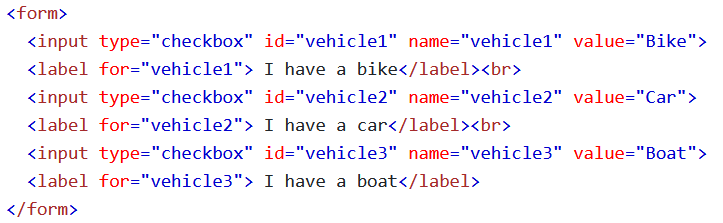 <form>
  <input type="checkbox" id="vehicle1" name="vehicle1" value="Bike">
  <label for="vehicle1"> I have a bike</label><br>
  <input type="checkbox" id="vehicle2" name="vehicle2" value="Car">
  <label for="vehicle2"> I have a car</label><br>
  <input type="checkbox" id="vehicle3" name="vehicle3" value="Boat">
  <label for="vehicle3"> I have a boat</label>
</form>